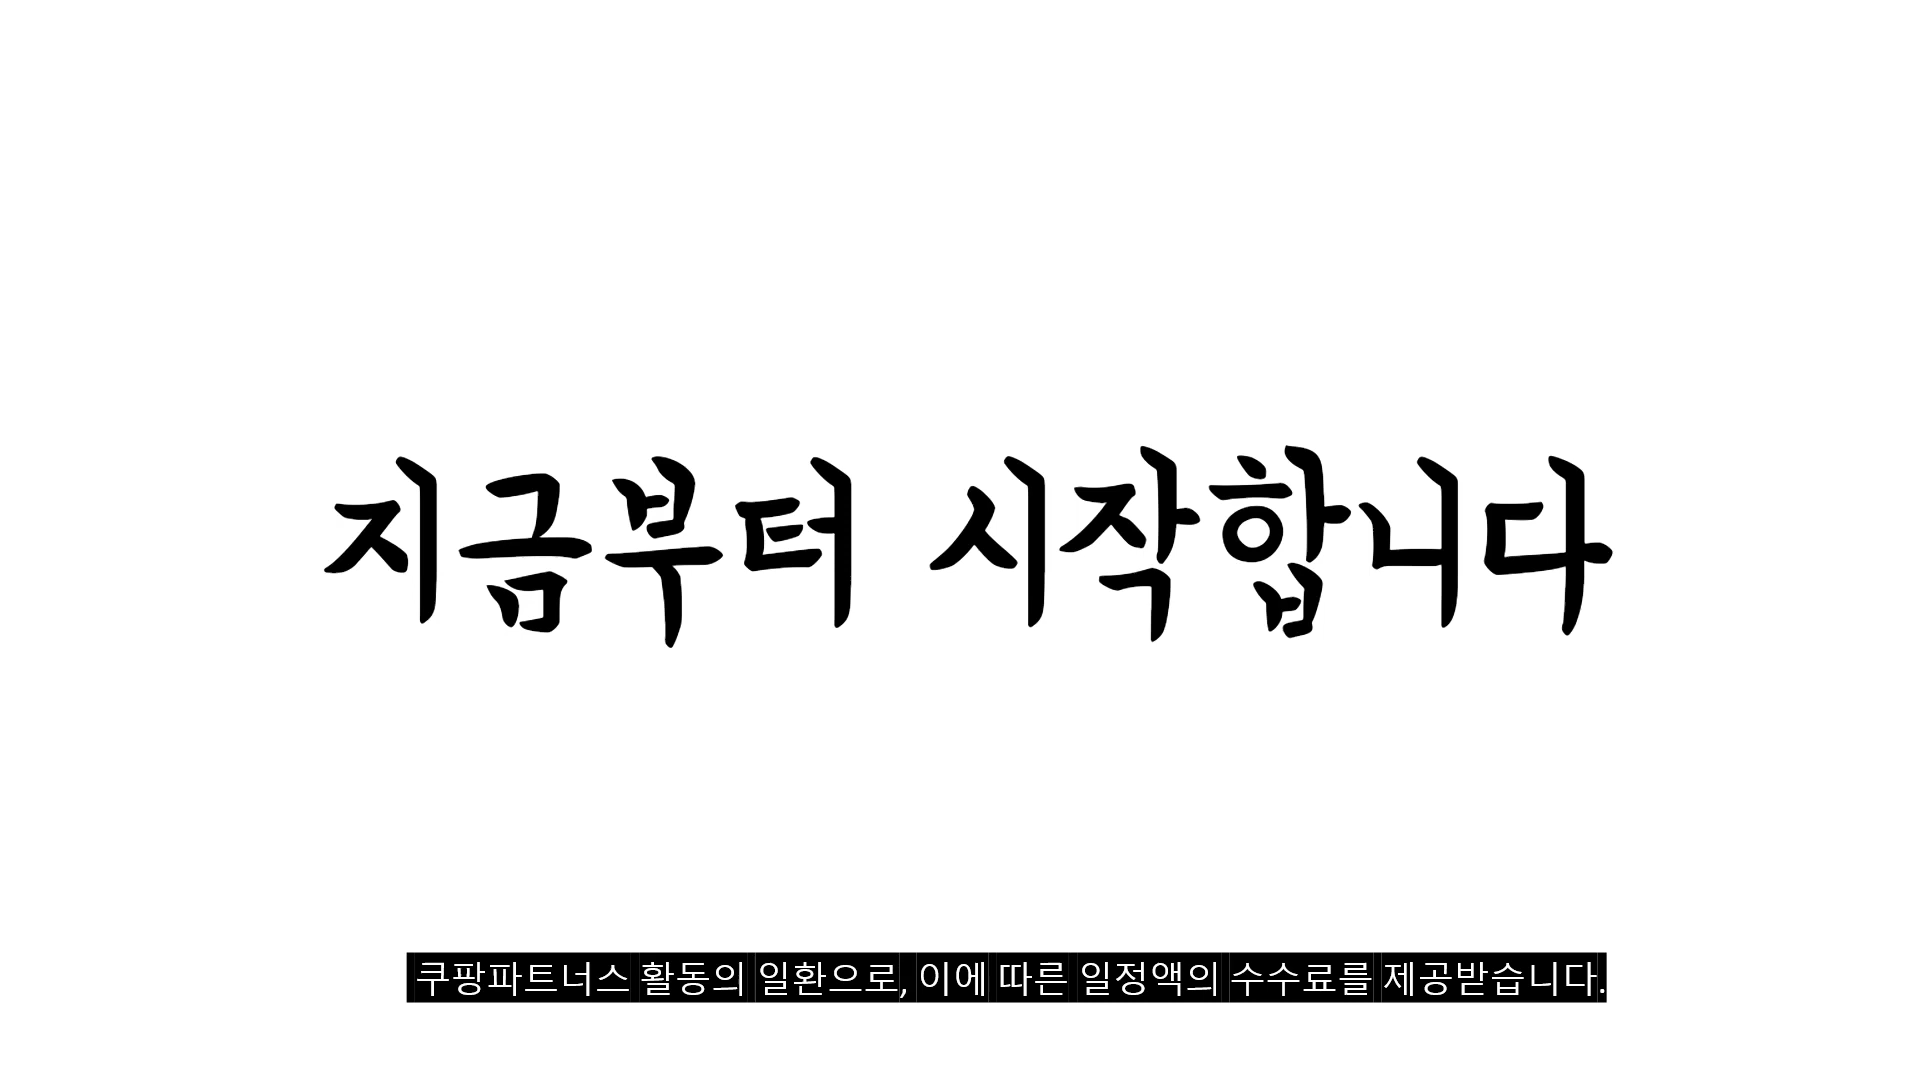 지금부터 시작합니다
쿠팡파트너스 활동의 일환으로, 이에 따른 일정액의 수수료를 제공받습니다.